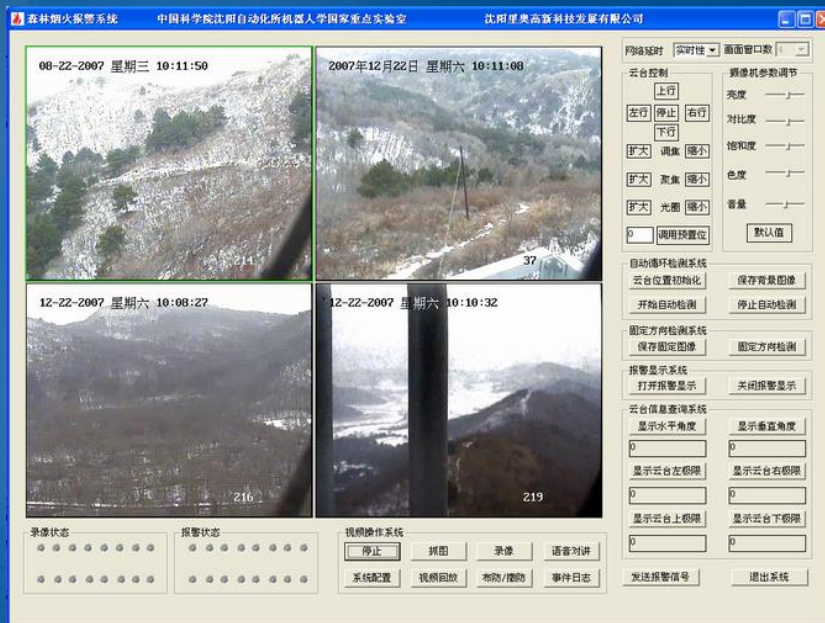 森林烟火报警系统 中国科学院沈阳自动化所机器人学国家重点实验室 沈阳里奥高新科技发展有限公司
08-22-2007 星期三 10:11:50
214
2007年12月22日 星期六 10:11:08
37
12-22-2007 星期六 10:08:27
216
12-22-2007 星期六 10:10:32
219
网络延时 实时性 画面窗口数 4
云台控制
上行
左行 停止 右行
下行
扩大 调焦 缩小
扩大 聚焦 缩小
扩大 光圈 缩小
0 调用预置位
摄像机参数调节
亮度
对比度
饱和度
色度
音量
默认值
自动循环检测系统
云台位置初始化 保存背景图像
开始自动检测 停止自动检测
固定方向检测系统
保存固定图像 固定方向检测
报警显示系统
打开报警显示 关闭报警显示
云台信息查询系统
显示水平角度 显示垂直角度
0 0
显示云台左极限 显示云台右极限
0 0
显示云台上极限 显示云台下极限
0 0
发送报警信号 退出系统
录像状态
报警状态
视频操作系统
停止 抓图 录像 语音对讲
系统配置 视频回放 布防/撤防 事件日志